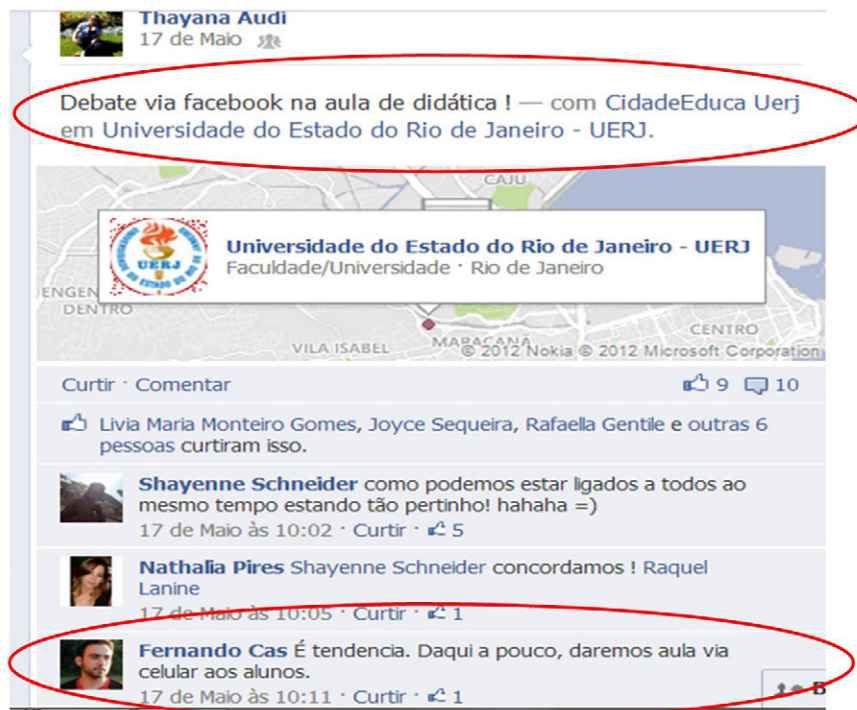 Thayana Audi
17 de Maio
Debate via facebook na aula de didática ! — com CidadeEduca Uerj
em Universidade do Estado do Rio de Janeiro - UERJ.
CAJU
UERJ
Universidade do Estado do Rio de Janeiro - UERJ
Faculdade/Universidade · Rio de Janeiro
ENGEN
DENTRO
VILA ISABEL
MARACANÃ
CENTRO
© 2012 Nokia © 2012 Microsoft Corporation
Curtir · Comentar
9 10
Livia Maria Monteiro Gomes, Joyce Sequeira, Rafaella Gentile e outras 6
pessoas curtiram isso.
Shayenne Schneider como podemos estar ligados a todos ao
mesmo tempo estando tão pertinho! hahaha =)
17 de Maio às 10:02 · Curtir · 5
Nathalia Pires Shayenne Schneider concordamos ! Raquel
Lanine
17 de Maio às 10:05 · Curtir · 1
Fernando Cas É tendencia. Daqui a pouco, daremos aula via
celular aos alunos.
17 de Maio às 10:11 · Curtir · 1
B